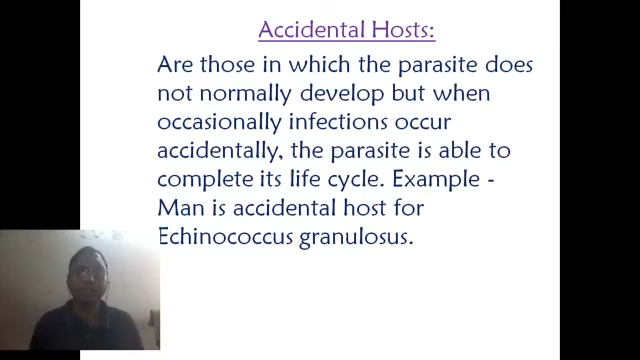 Accidental Hosts:
Are those in which the parasite does
not normally develop but when
occasionally infections occur
accidentally, the parasite is able to
complete its life cycle. Example -
Man is accidental host for
Echinococcus granulosus.